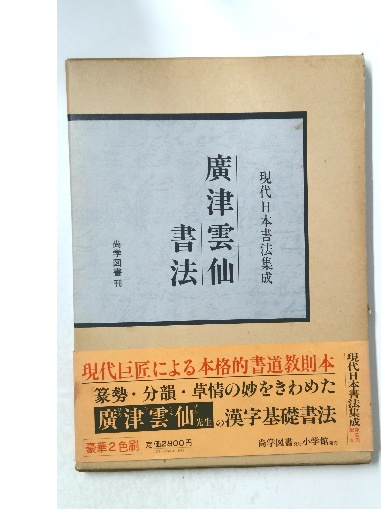 現代日本書法集成
廣津雲仙
書法
尚学図書 刊
現代巨匠による本格的書道教則本
篆勢・分韻・草情の妙をきわめた
廣津雲仙先生の漢字基礎書法
豪華2色刷
定価2800円
尚学図書 小学館
現代日本書法集成